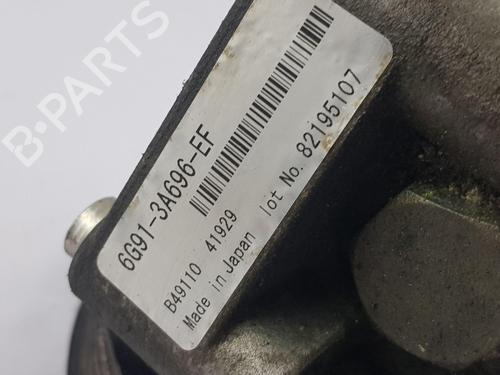 B-PARTS
6G91-3A696-EF
B49110 41929
Made in Japan lot No. 82195107